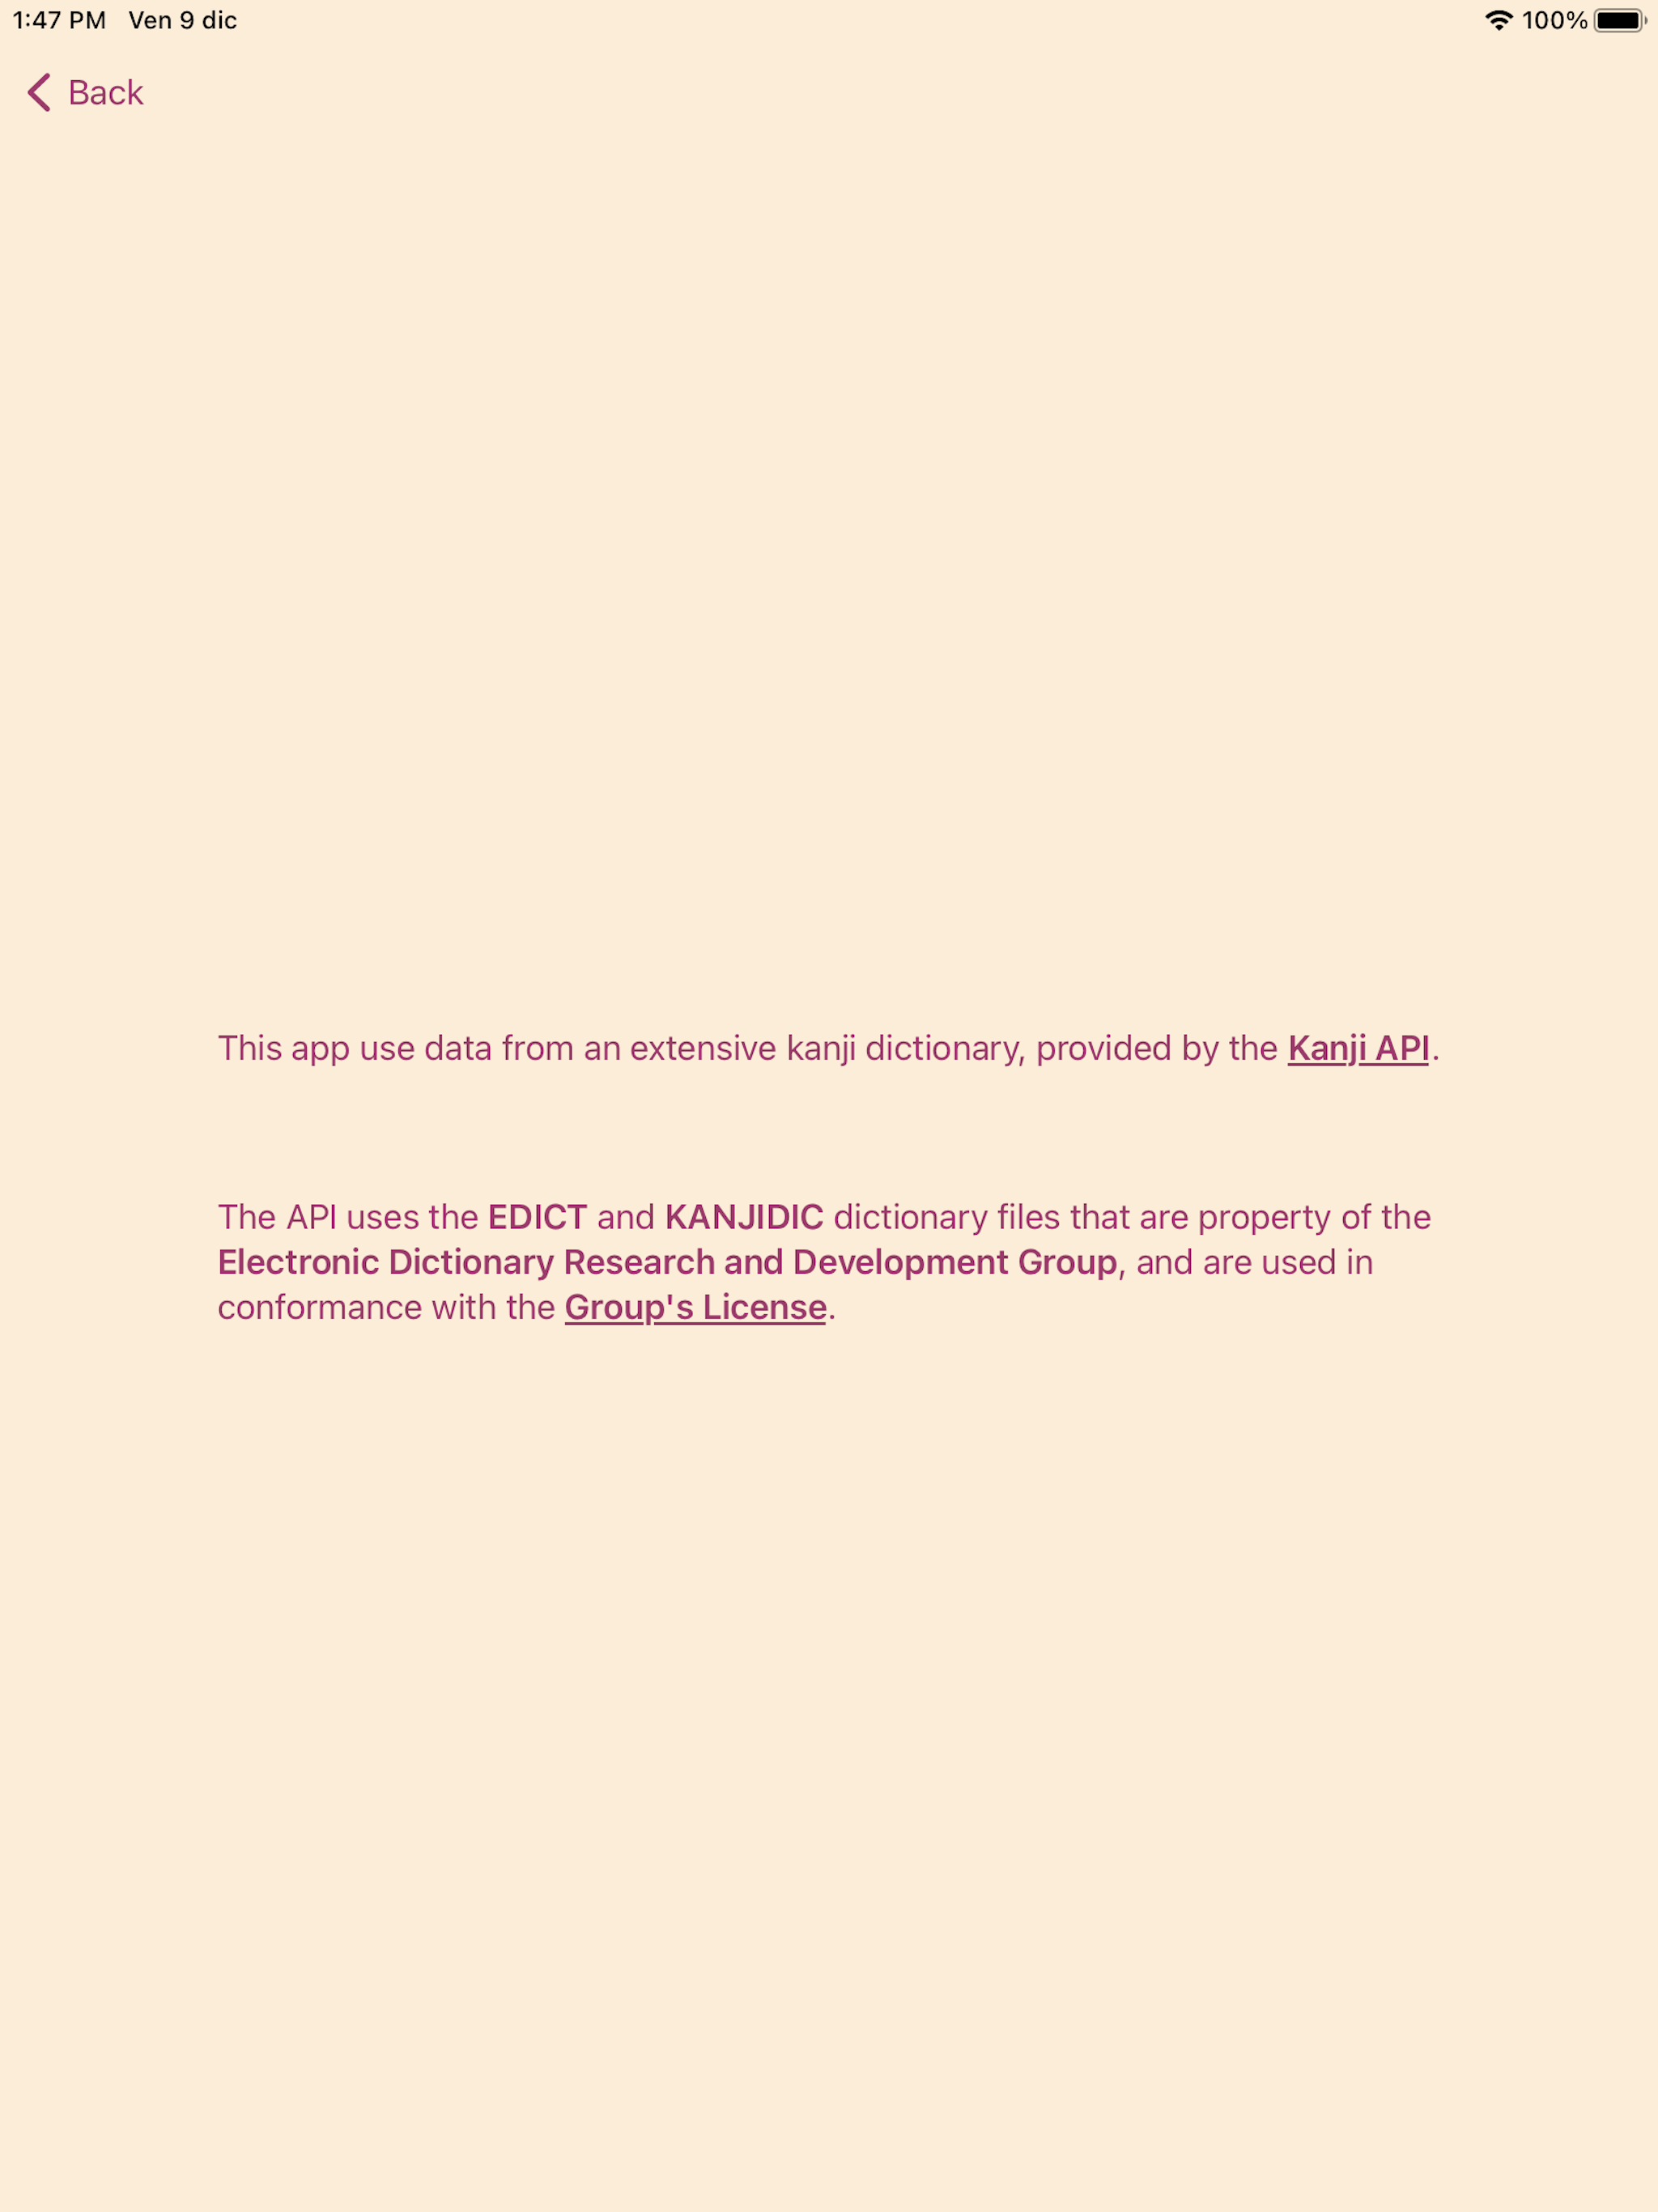 1:47 PM Ven 9 dic 100%
Back
This app use data from an extensive kanji dictionary, provided by the Kanji API.
The API uses the EDICT and KANJIDIC dictionary files that are property of the
Electronic Dictionary Research and Development Group, and are used in
conformance with the Group's License.